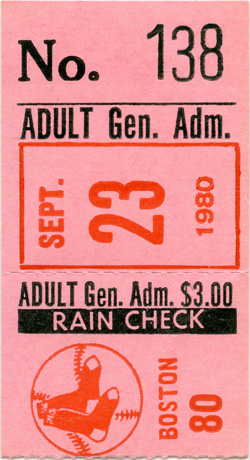 No. 138
ADULT Gen. Adm.
SEPT. 23 1980
ADULT Gen. Adm. $3.00
RAIN CHECK
BOSTON 80